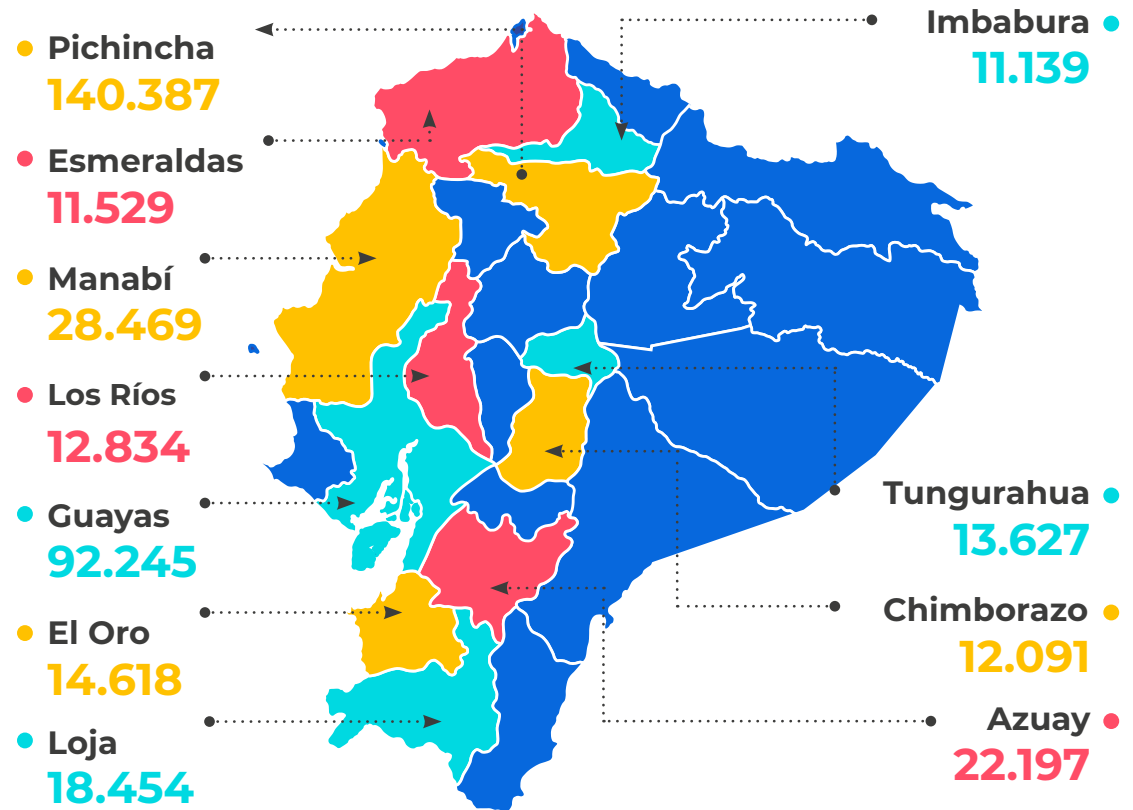 Pichincha
140.387
Esmeraldas
11.529
Manabí
28.469
Los Ríos
12.834
Guayas
92.245
El Oro
14.618
Loja
18.454
Imbabura
11.139
Tungurahua
13.627
Chimborazo
12.091
Azuay
22.197